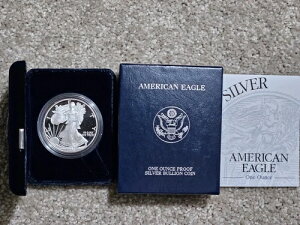 AMERICAN EAGLE
ONE OUNCE PROOF
SILVER BULLION COIN
SILVER
AMERICAN
EAGLE
One Ounce